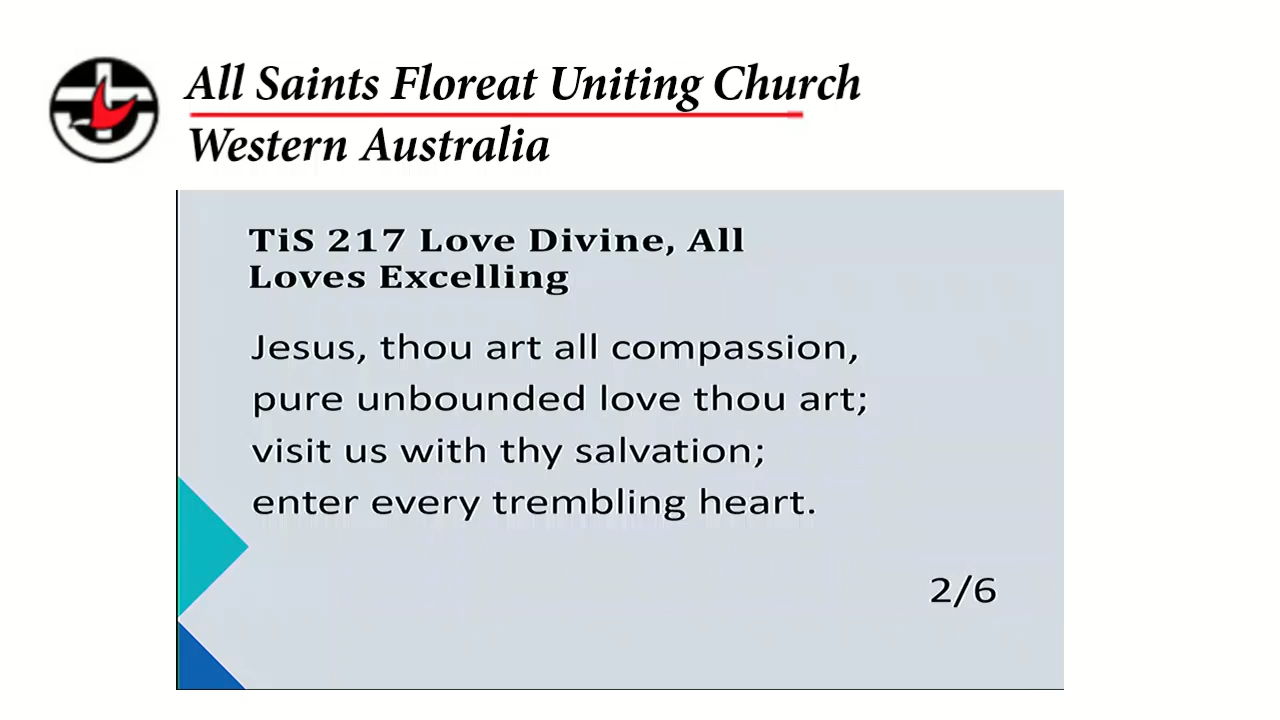 All Saints Floreat Uniting Church
Western Australia
TiS 217 Love Divine, All
Loves Excelling
Jesus, thou art all compassion,
pure unbounded love thou art;
visit us with thy salvation;
enter every trembling heart.
2/6